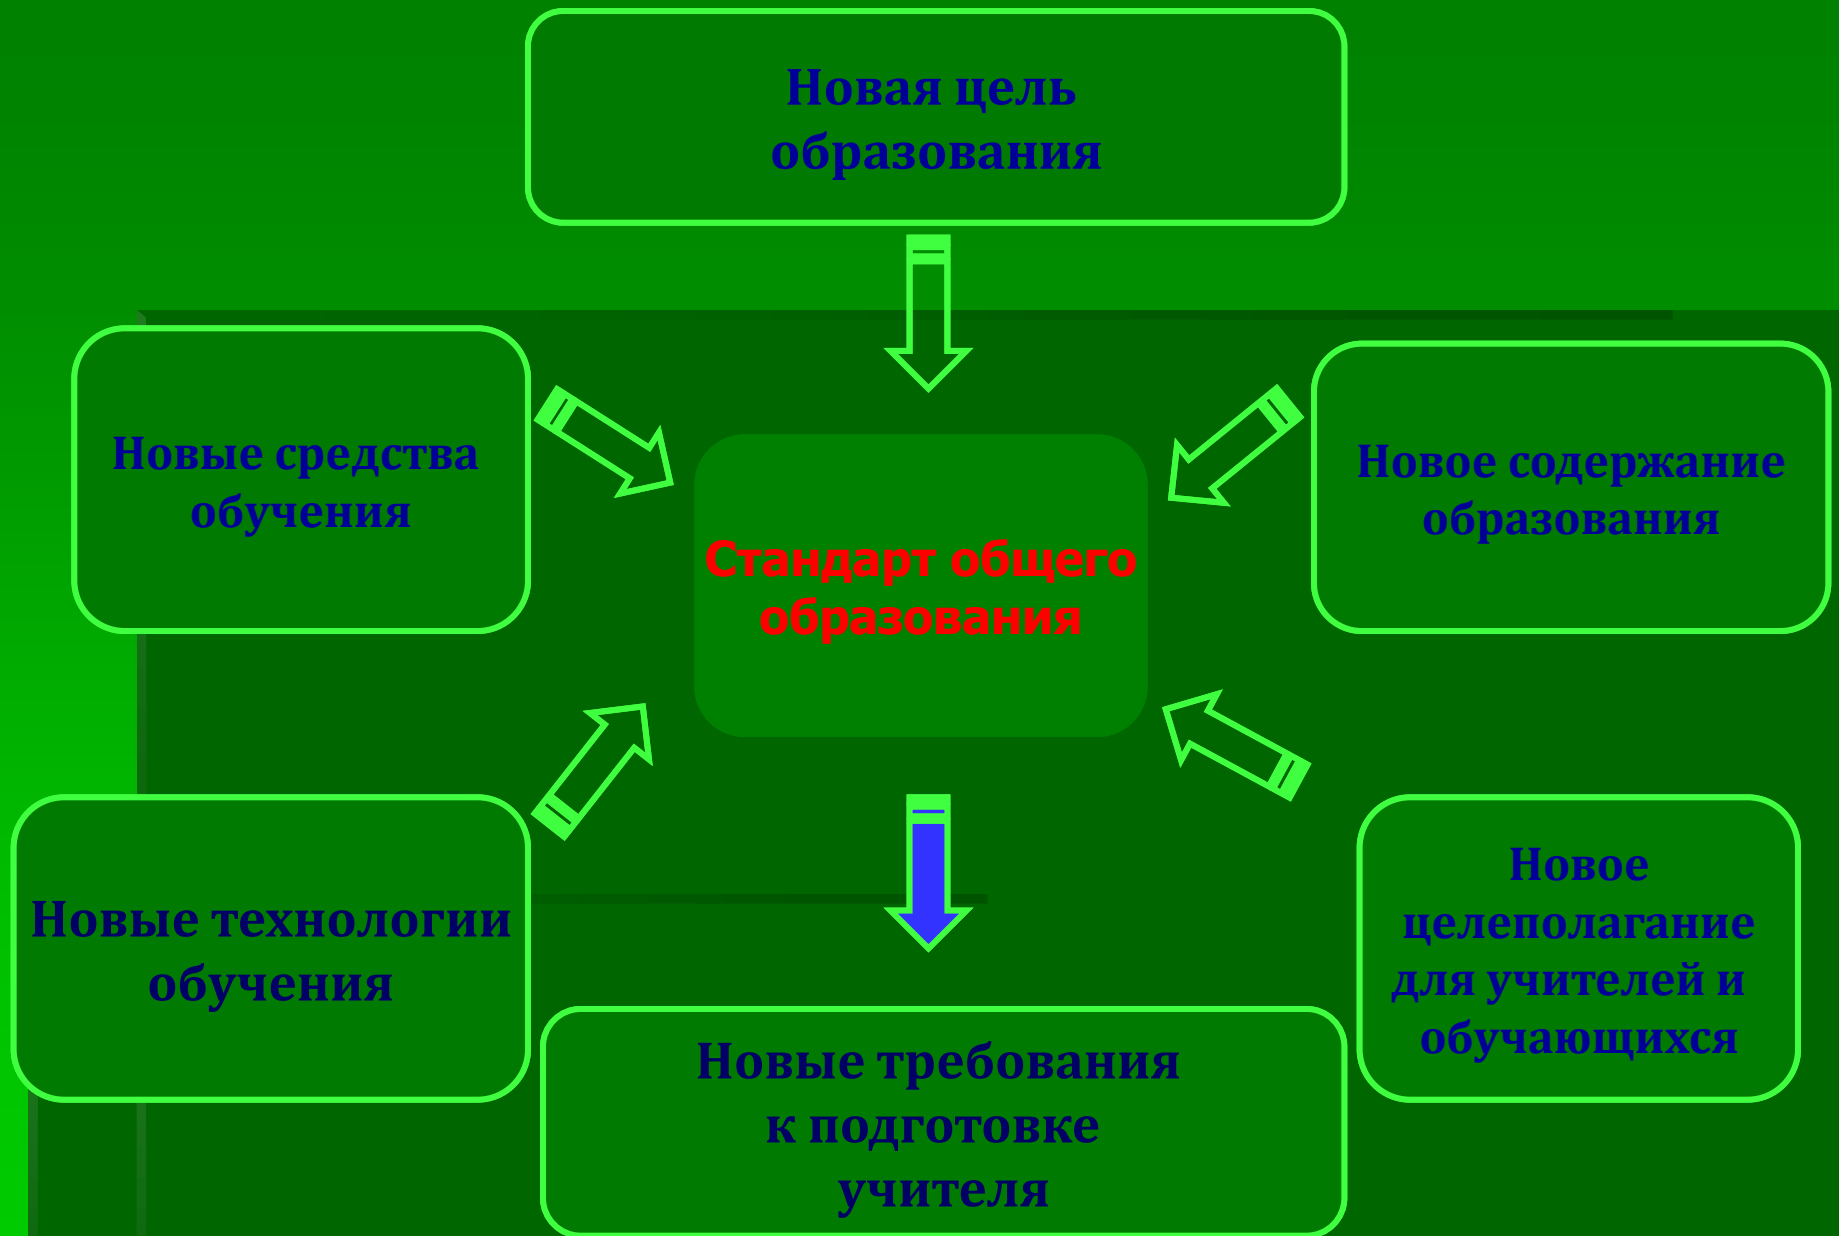 Новая цель
образования
Новые средства
обучения
Новое содержание
образования
Стандарт общего
образования
Новые технологии
обучения
Новое
целеполагание
для учителей и
обучающихся
Новые требования
к подготовке
учителя